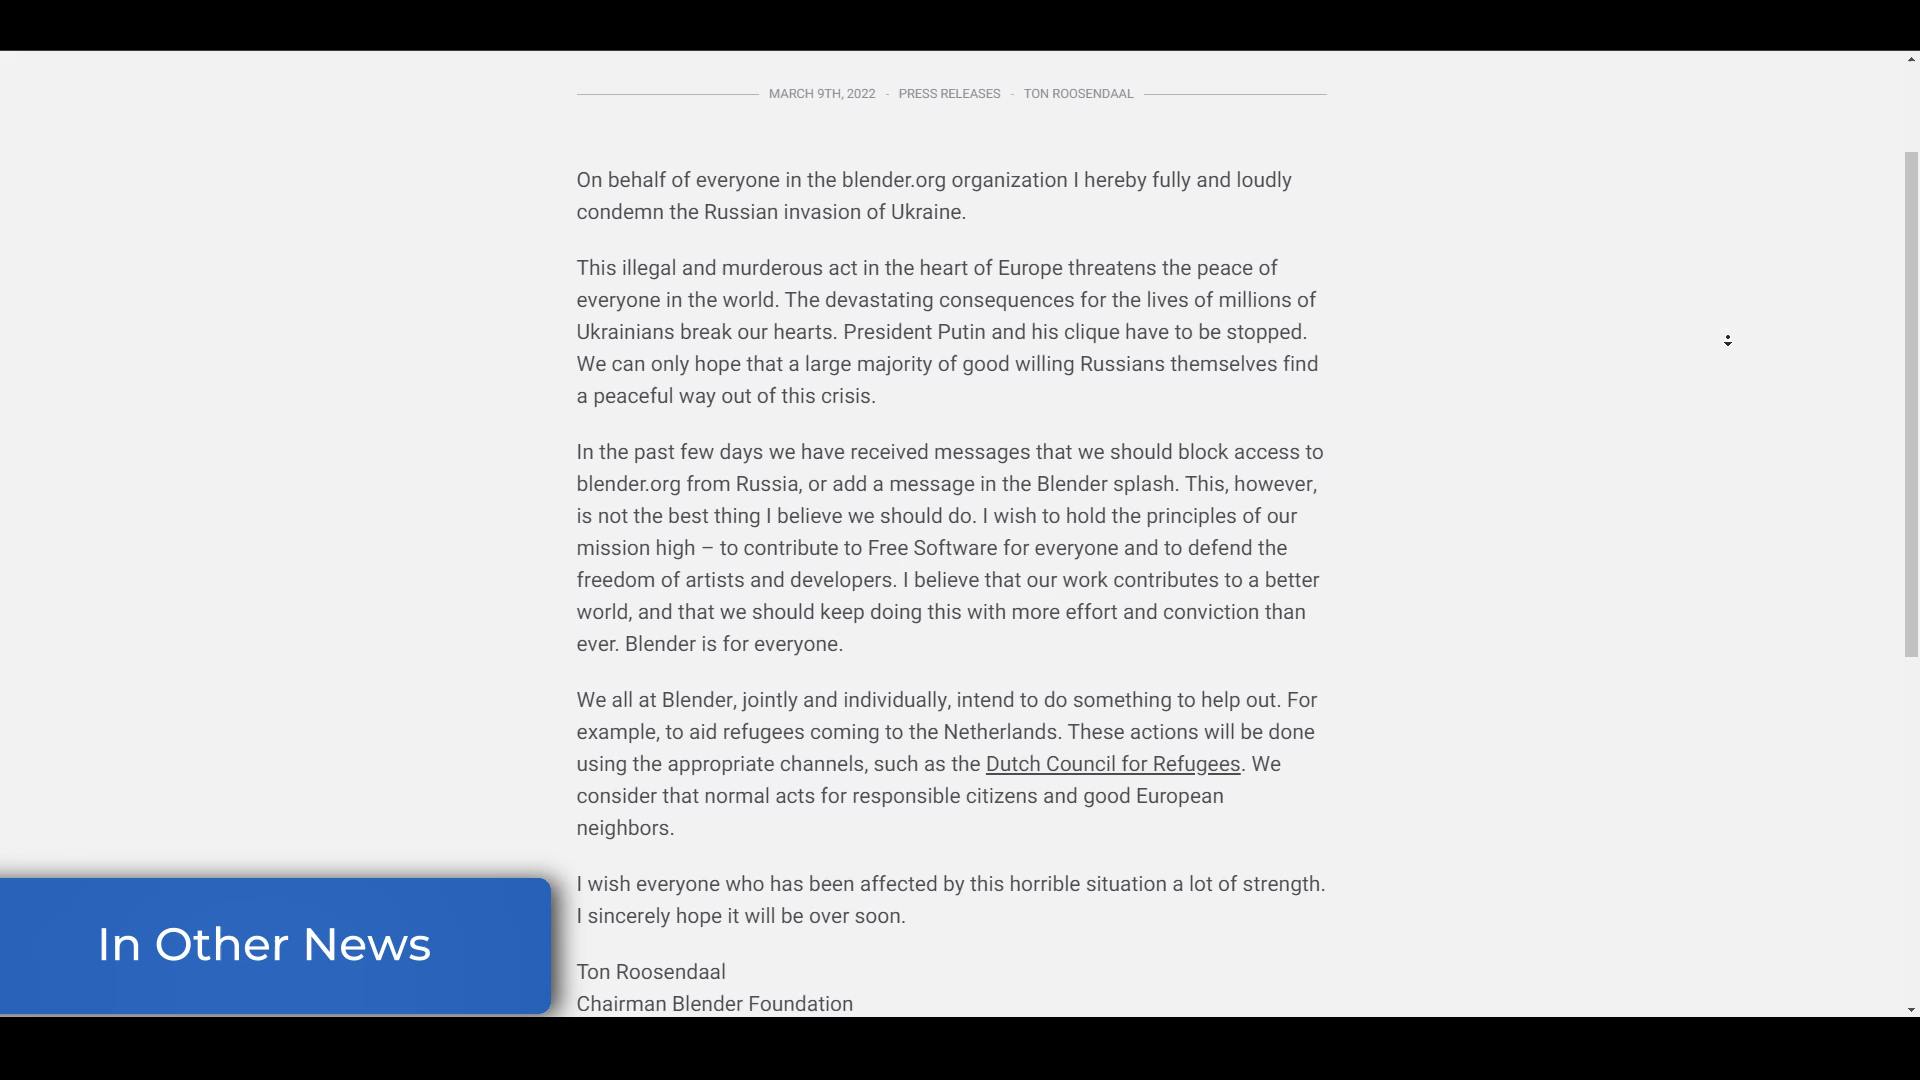 MARCH 9TH, 2022 - PRESS RELEASES - TON ROOSENDAAL
On behalf of everyone in the blender.org organization I hereby fully and loudly
condemn the Russian invasion of Ukraine.
This illegal and murderous act in the heart of Europe threatens the peace of
everyone in the world. The devastating consequences for the lives of millions of
Ukrainians break our hearts. President Putin and his clique have to be stopped.
We can only hope that a large majority of good willing Russians themselves find
a peaceful way out of this crisis.
In the past few days we have received messages that we should block access to
blender.org from Russia, or add a message in the Blender splash. This, however,
is not the best thing I believe we should do. I wish to hold the principles of our
mission high – to contribute to Free Software for everyone and to defend the
freedom of artists and developers. I believe that our work contributes to a better
world, and that we should keep doing this with more effort and conviction than
ever. Blender is for everyone.
We all at Blender, jointly and individually, intend to do something to help out. For
example, to aid refugees coming to the Netherlands. These actions will be done
using the appropriate channels, such as the Dutch Council for Refugees. We
consider that normal acts for responsible citizens and good European
neighbors.
I wish everyone who has been affected by this horrible situation a lot of strength.
I sincerely hope it will be over soon.
Ton Roosendaal
Chairman Blender Foundation
In Other News